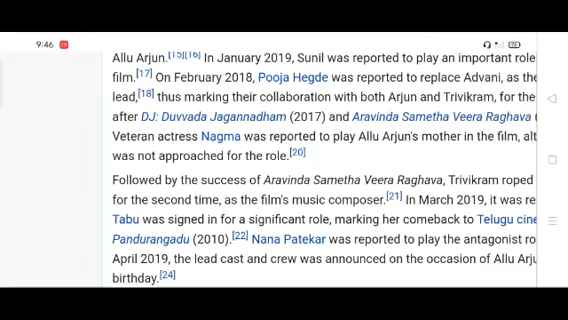 9:46
Allu Arjun.[15][16] In January 2019, Sunil was reported to play an important role
film.[17] On February 2018, Pooja Hegde was reported to replace Advani, as the
lead,[18] thus marking their collaboration with both Arjun and Trivikram, for the
after DJ: Duvvada Jagannadham (2017) and Aravinda Sametha Veera Raghava (
Veteran actress Nagma was reported to play Allu Arjun's mother in the film, alt
was not approached for the role.[20]
Followed by the success of Aravinda Sametha Veera Raghava, Trivikram roped
for the second time, as the film's music composer.[21] In March 2019, it was re
Tabu was signed in for a significant role, marking her comeback to Telugu cine
Pandurangadu (2010).[22] Nana Patekar was reported to play the antagonist ro
April 2019, the lead cast and crew was announced on the occasion of Allu Arju
birthday.[24]